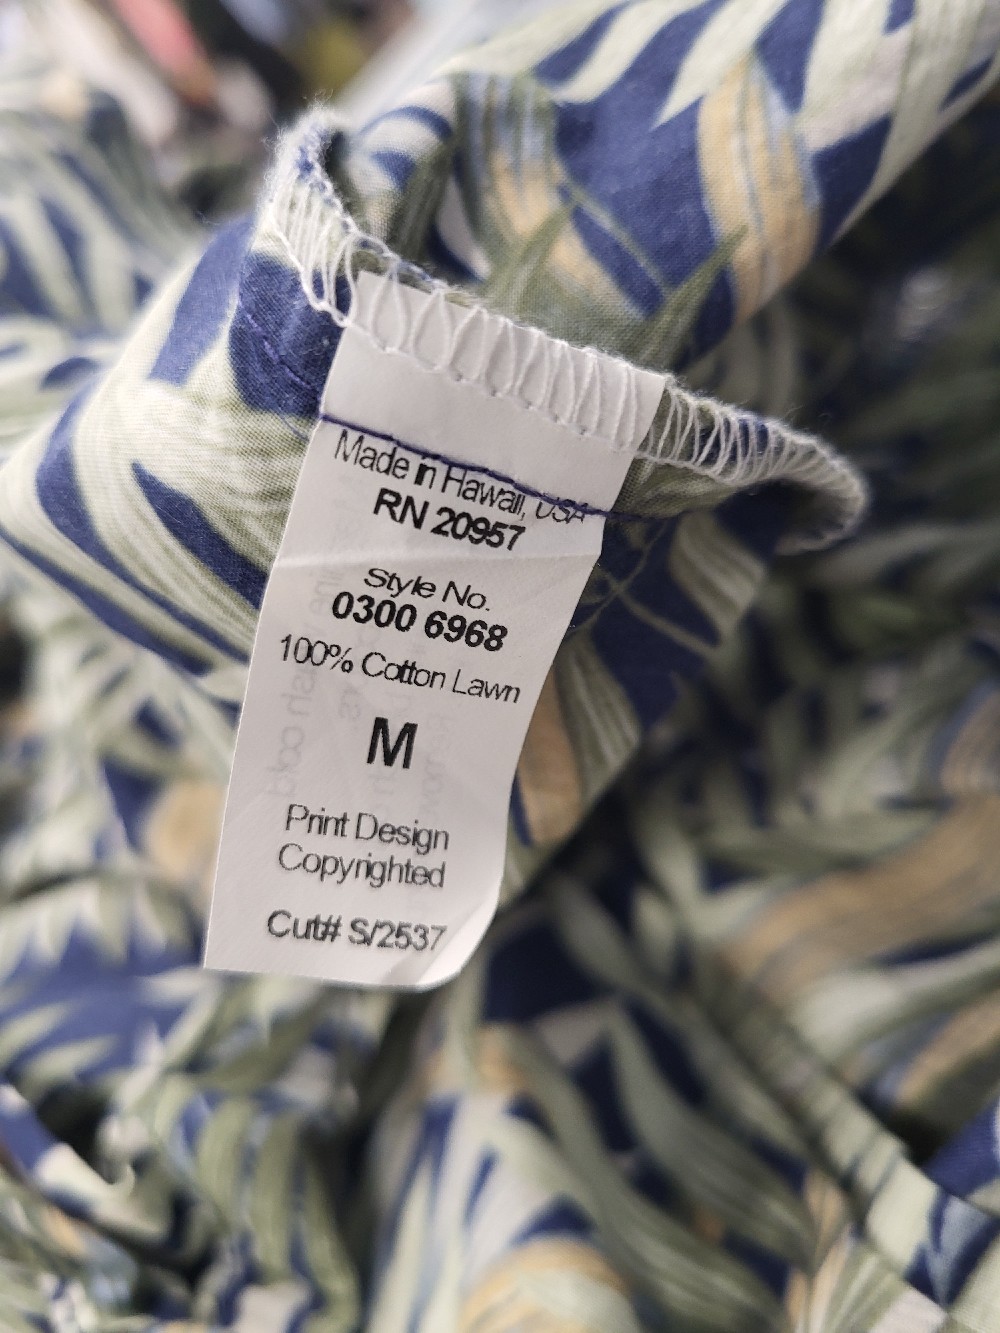 Made in Hawaii, USA
RN 20957
Style No.
0300 6968
100% Cotton Lawn
M
Print Design
Copyrighted
Cut# S/2537